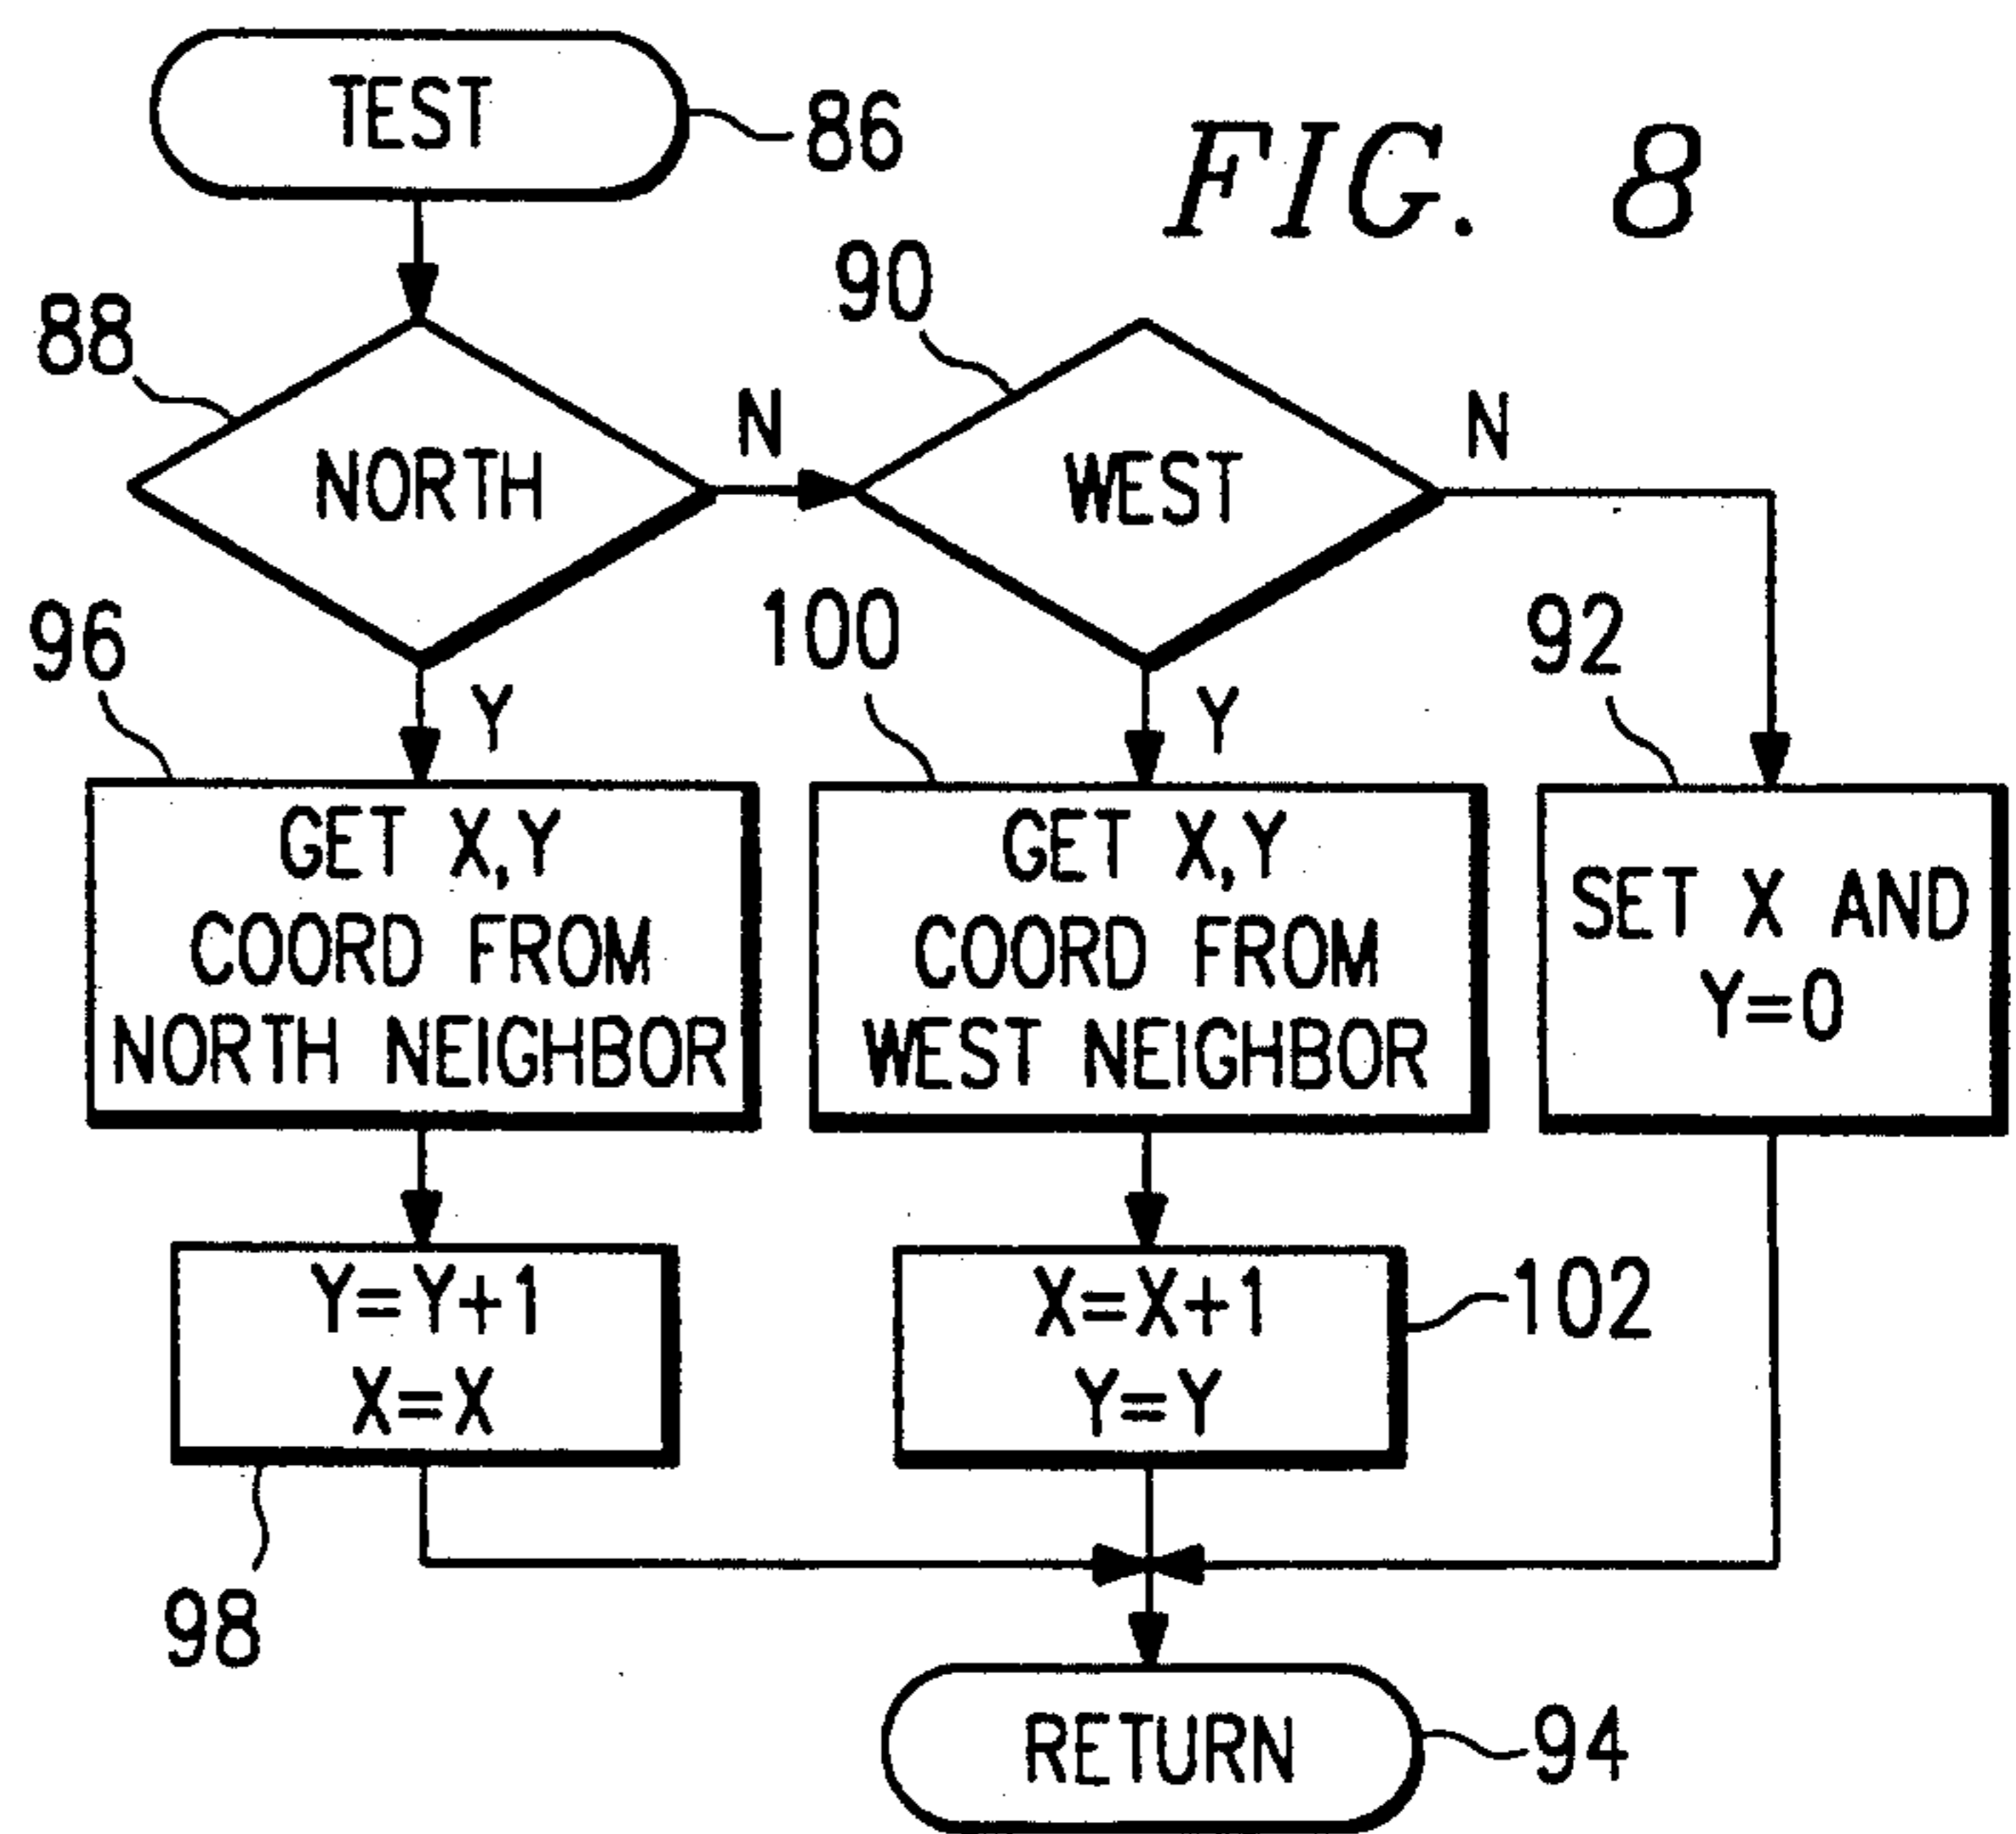 TEST
86
FIG. 8
88
NORTH
N
90
WEST
N
96
Y
100
Y
92
GET X,Y
COORD FROM
NORTH NEIGHBOR
GET X,Y
COORD FROM
WEST NEIGHBOR
SET X AND
Y=0
Y=Y+1
X=X
98
X=X+1
Y=Y
102
RETURN
94